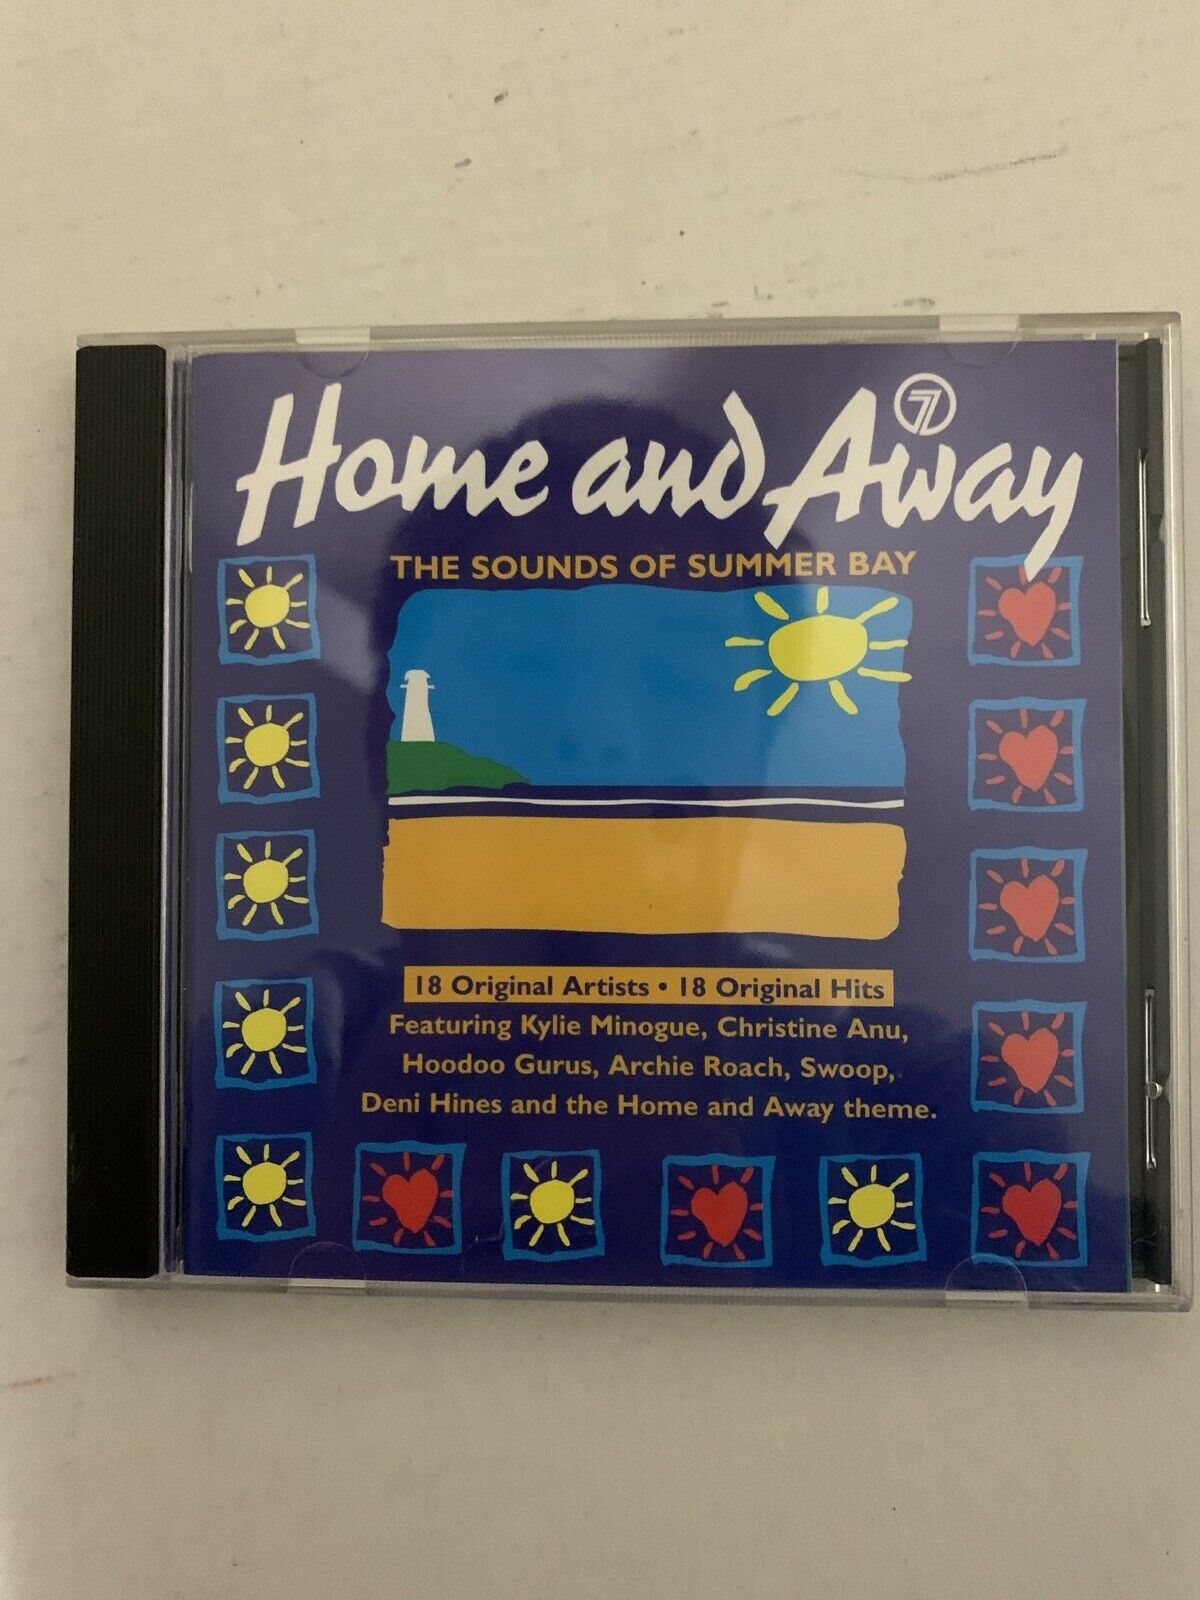 Home and Away
7
THE SOUNDS OF SUMMER BAY
18 Original Artists • 18 Original Hits
Featuring Kylie Minogue, Christine Anu,
Hoodoo Gurus, Archie Roach, Swoop,
Deni Hines and the Home and Away theme.